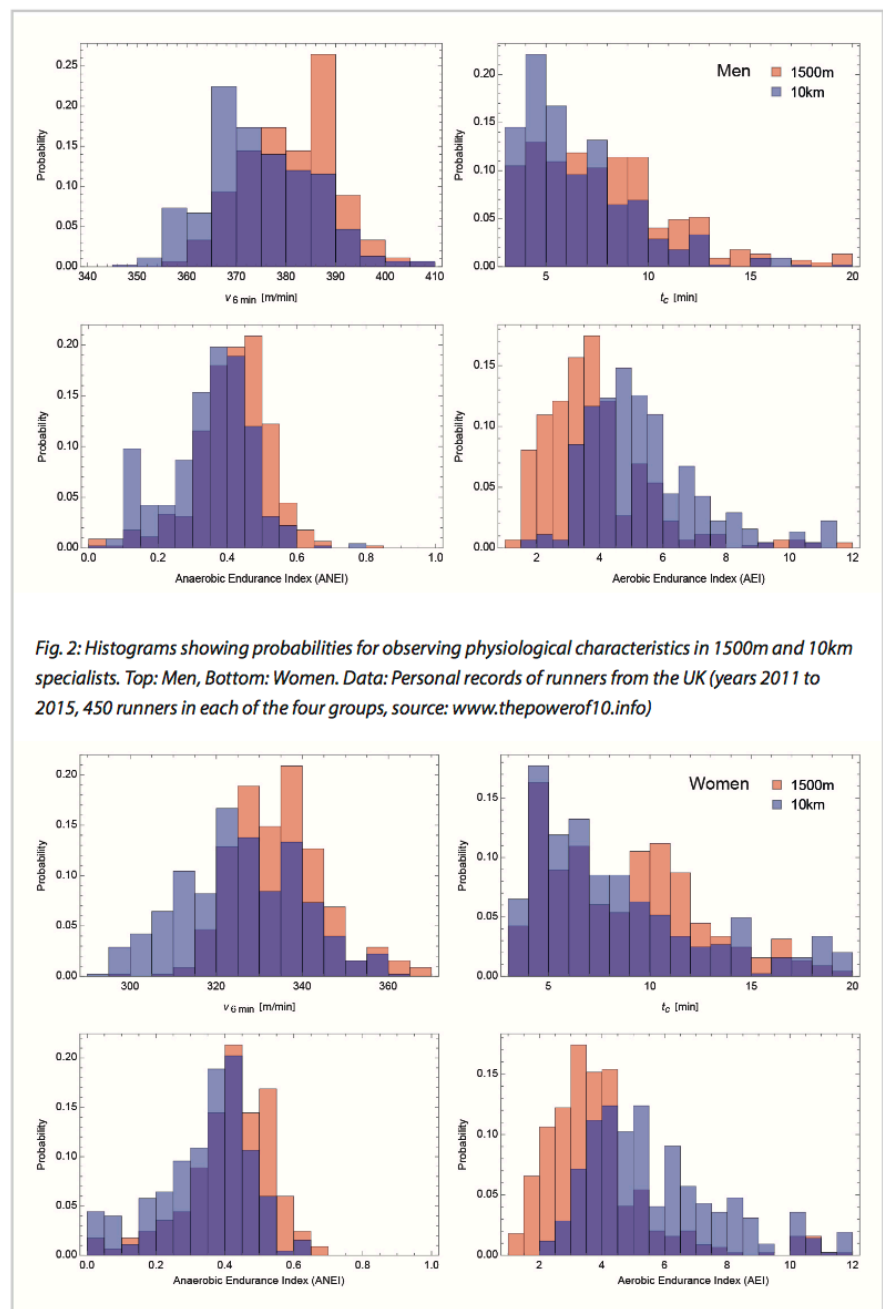 Men
1500m
10km
0.25
0.20
0.15
0.10
0.05
0.00
Probability
340 350 360 370 380 390 400 410
v 6 min [m/min]
0.20
0.15
0.10
0.05
0.00
Probability
5 10 15 20
tc [min]
0.20
0.15
0.10
0.05
0.00
Probability
0.0 0.2 0.4 0.6 0.8 1.0
Anaerobic Endurance Index (ANEI)
0.15
0.10
0.05
0.00
Probability
2 4 6 8 10 12
Aerobic Endurance Index (AEI)
Fig. 2: Histograms showing probabilities for observing physiological characteristics in 1500m and 10km
specialists. Top: Men, Bottom: Women. Data: Personal records of runners from the UK (years 2011 to
2015, 450 runners in each of the four groups, source: www.thepowerof10.info)
0.20
0.15
0.10
0.05
0.00
Probability
300 320 340 360
v 6 min [m/min]
Women
1500m
10km
0.15
0.10
0.05
0.00
Probability
5 10 15 20
tc [min]
0.20
0.15
0.10
0.05
0.00
Probability
0.0 0.2 0.4 0.6 0.8 1.0
Anaerobic Endurance Index (ANEI)
0.15
0.10
0.05
0.00
Probability
2 4 6 8 10 12
Aerobic Endurance Index (AEI)